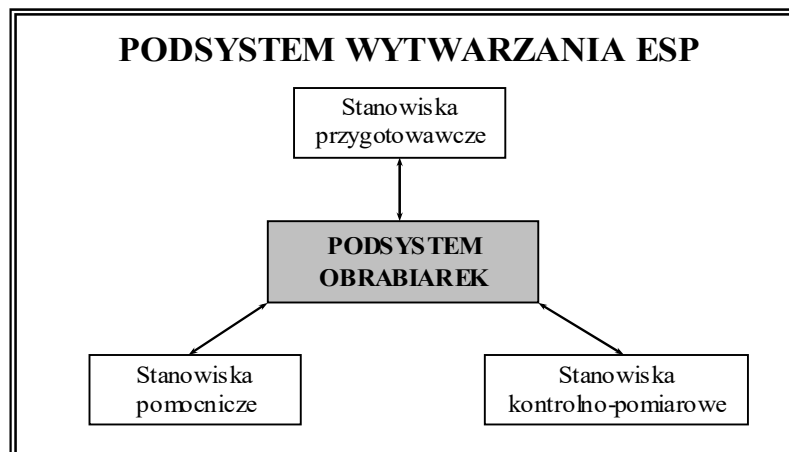 PODSYSTEM WYTWARZANIA ESP
Stanowiska
przygotowawcze
PODSYSTEM
OBRABIAREK
Stanowiska
pomocnicze
Stanowiska
kontrolno-pomiarowe